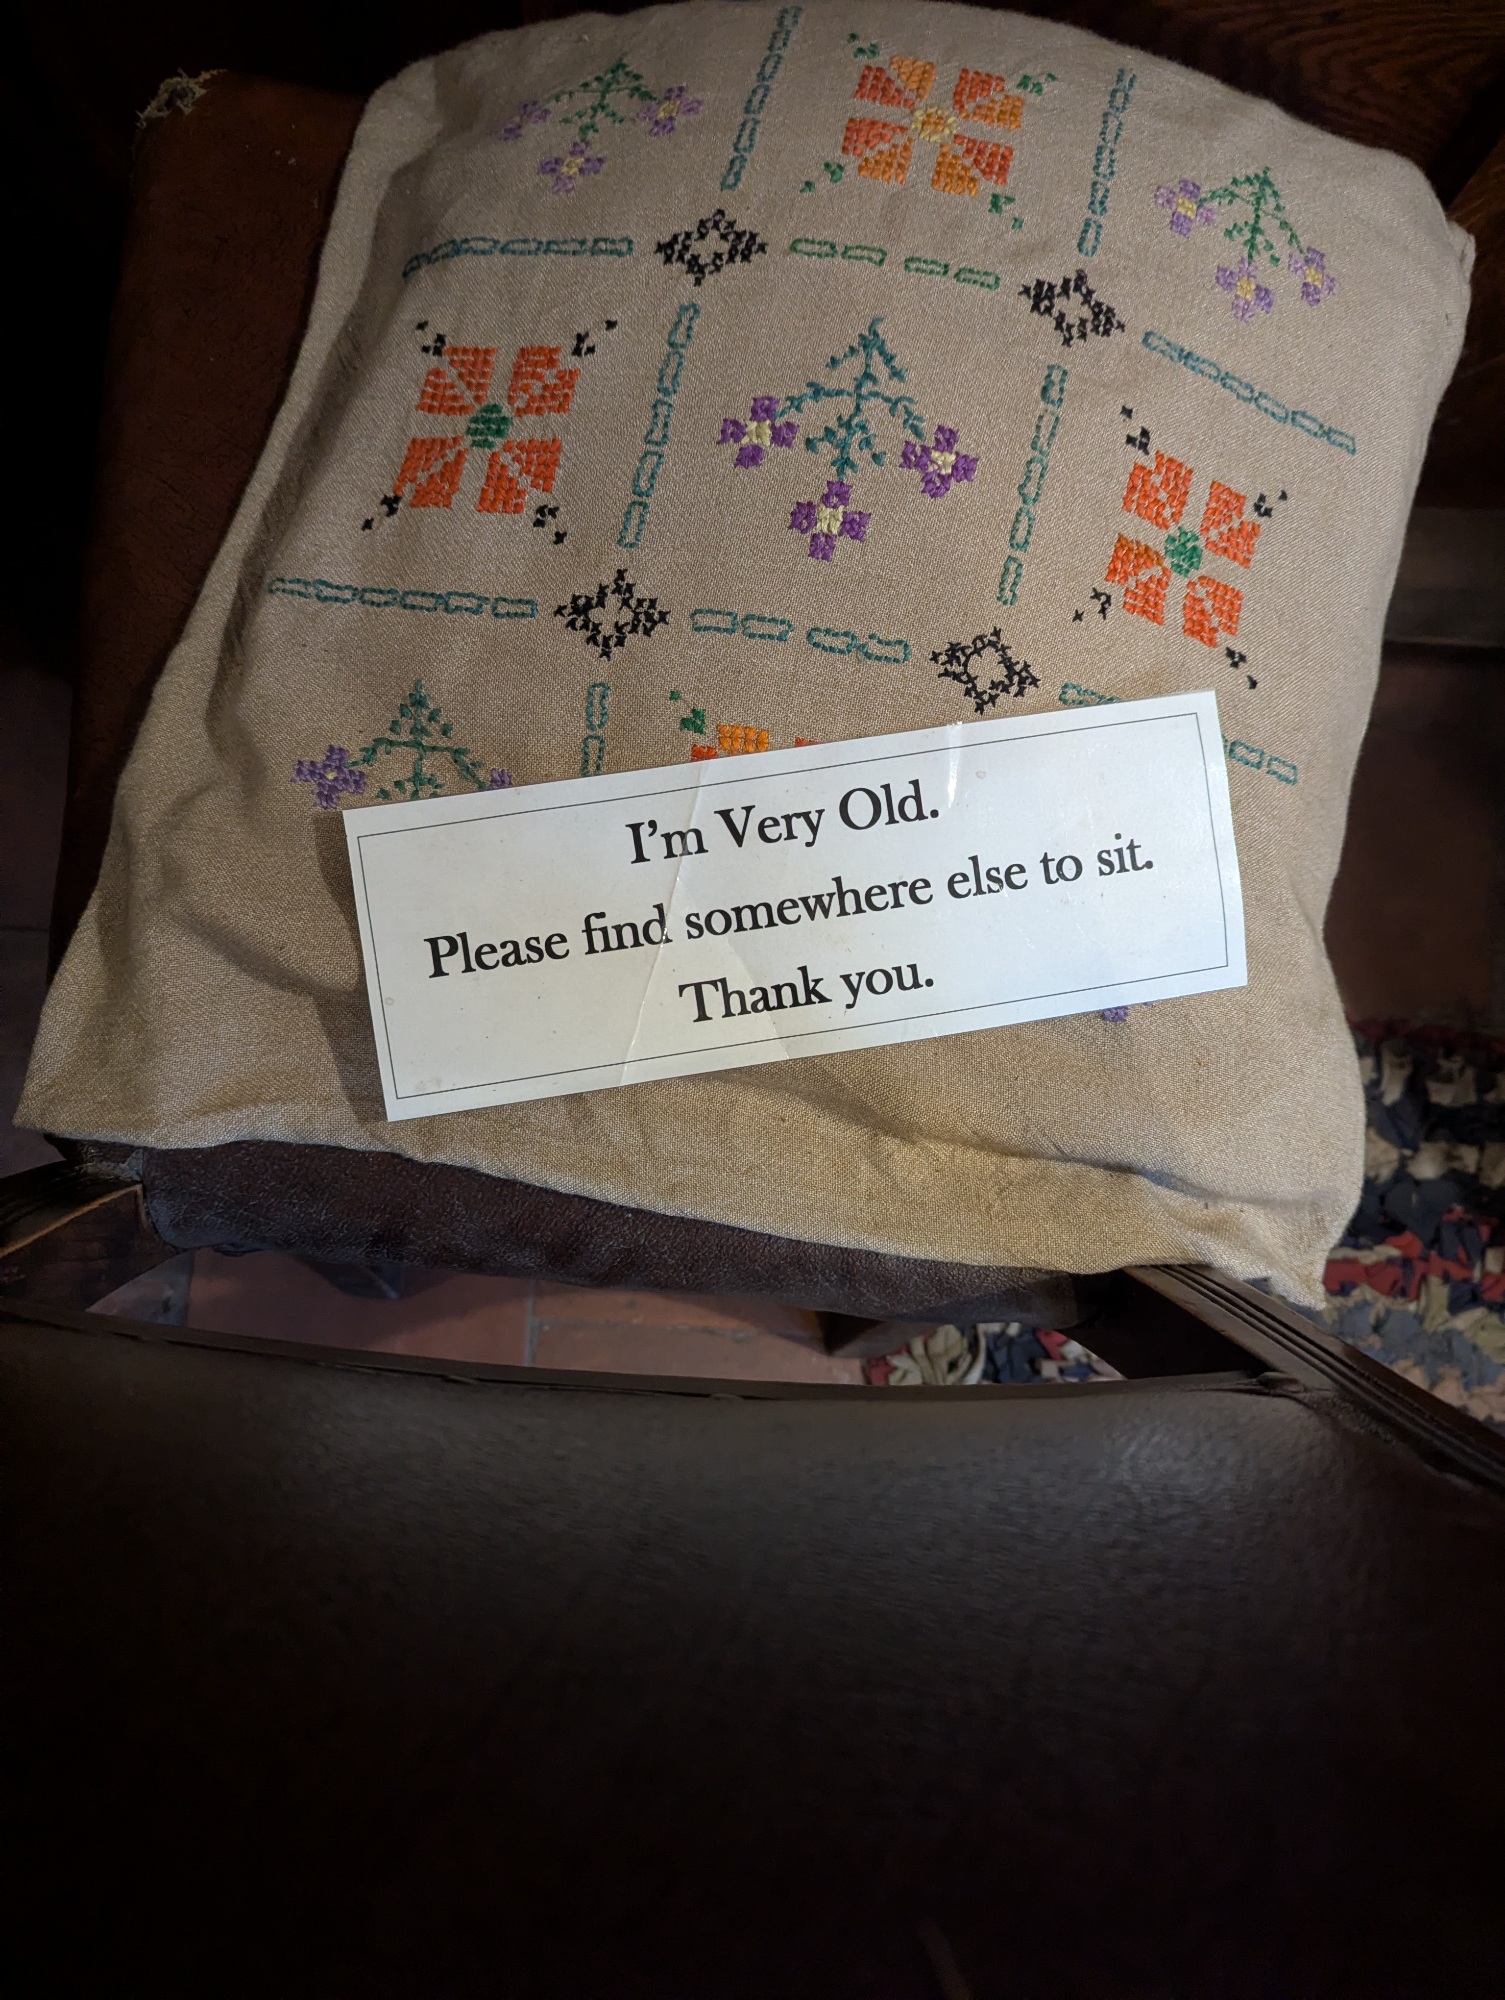 I'm Very Old.
Please find somewhere else to sit.
Thank you.